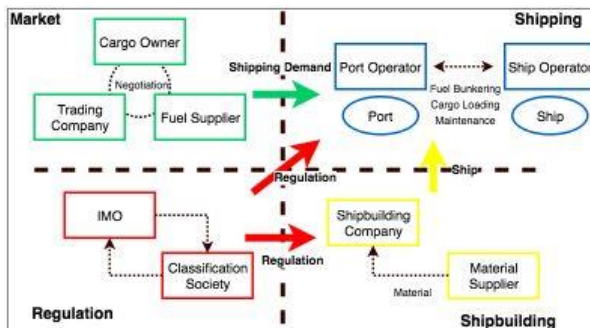 Market
Shipping
Cargo Owner
Negotiation
Trading
Company
Fuel Supplier
Shipping Demand
Port Operator
Ship Operator
Fuel Bunkering
Cargo Loading
Maintenance
Port
Ship
Regulation
Ship
IMO
Classification
Society
Regulation
Shipbuilding
Company
Material
Material
Supplier
Regulation
Shipbuilding